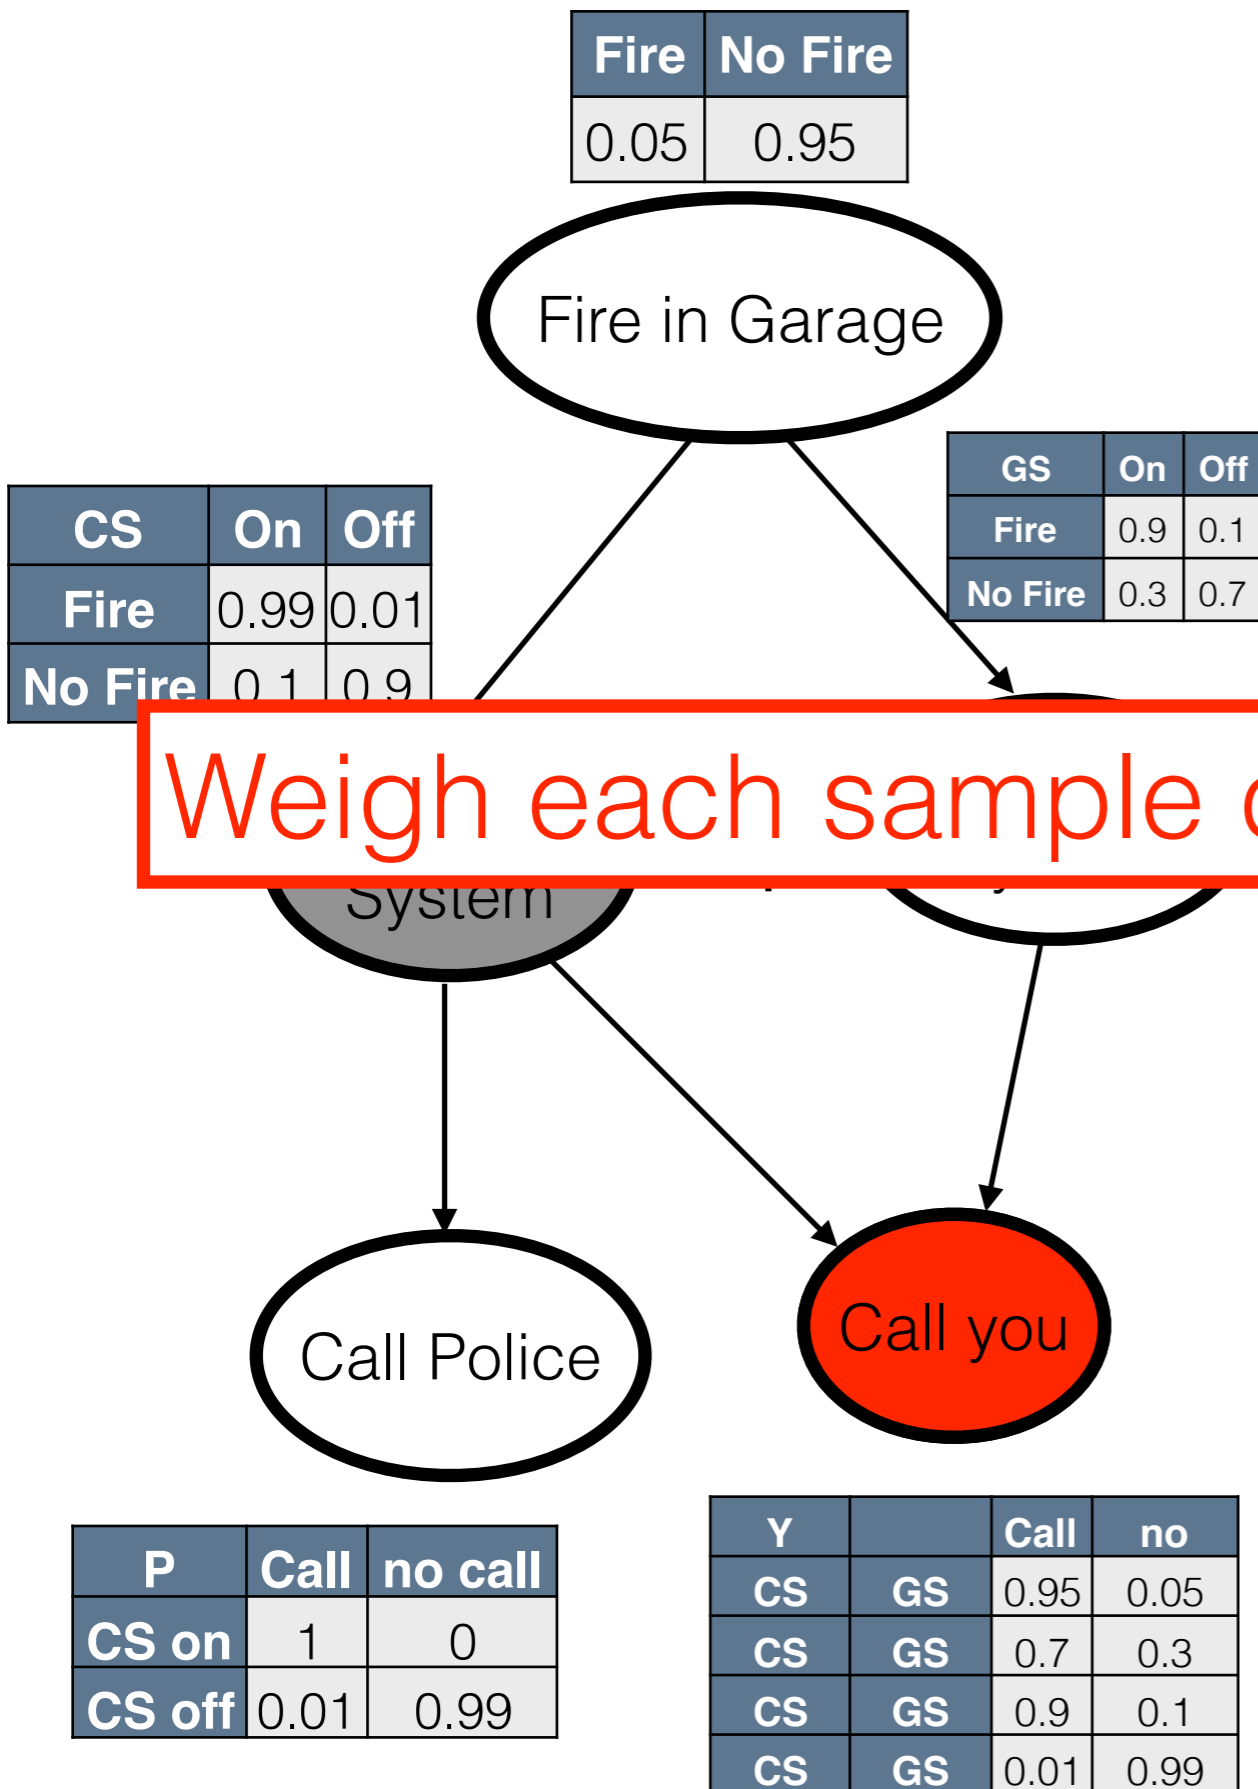 Fire No Fire
0.05 0.95
Fire in Garage
GS On Off
Fire 0.9 0.1
No Fire 0.3 0.7
CS On Off
Fire 0.99 0.01
No Fire 0.1 0.9
Weigh each sample
System
Call Police
Call you
P Call no call
CS on 1 0
CS off 0.01 0.99
Y Call no
CS GS 0.95 0.05
CS GS 0.7 0.3
CS GS 0.9 0.1
CS GS 0.01 0.99